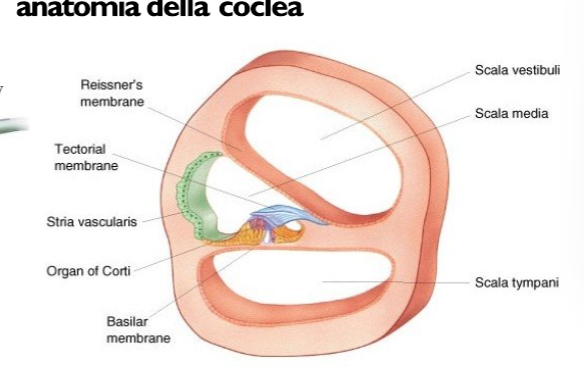 anatomia della coclea
Reissner's
membrane
Tectorial
membrane
Stria vascularis
Organ of Corti
Basilar
membrane
Scala vestibuli
Scala media
Scala tympani